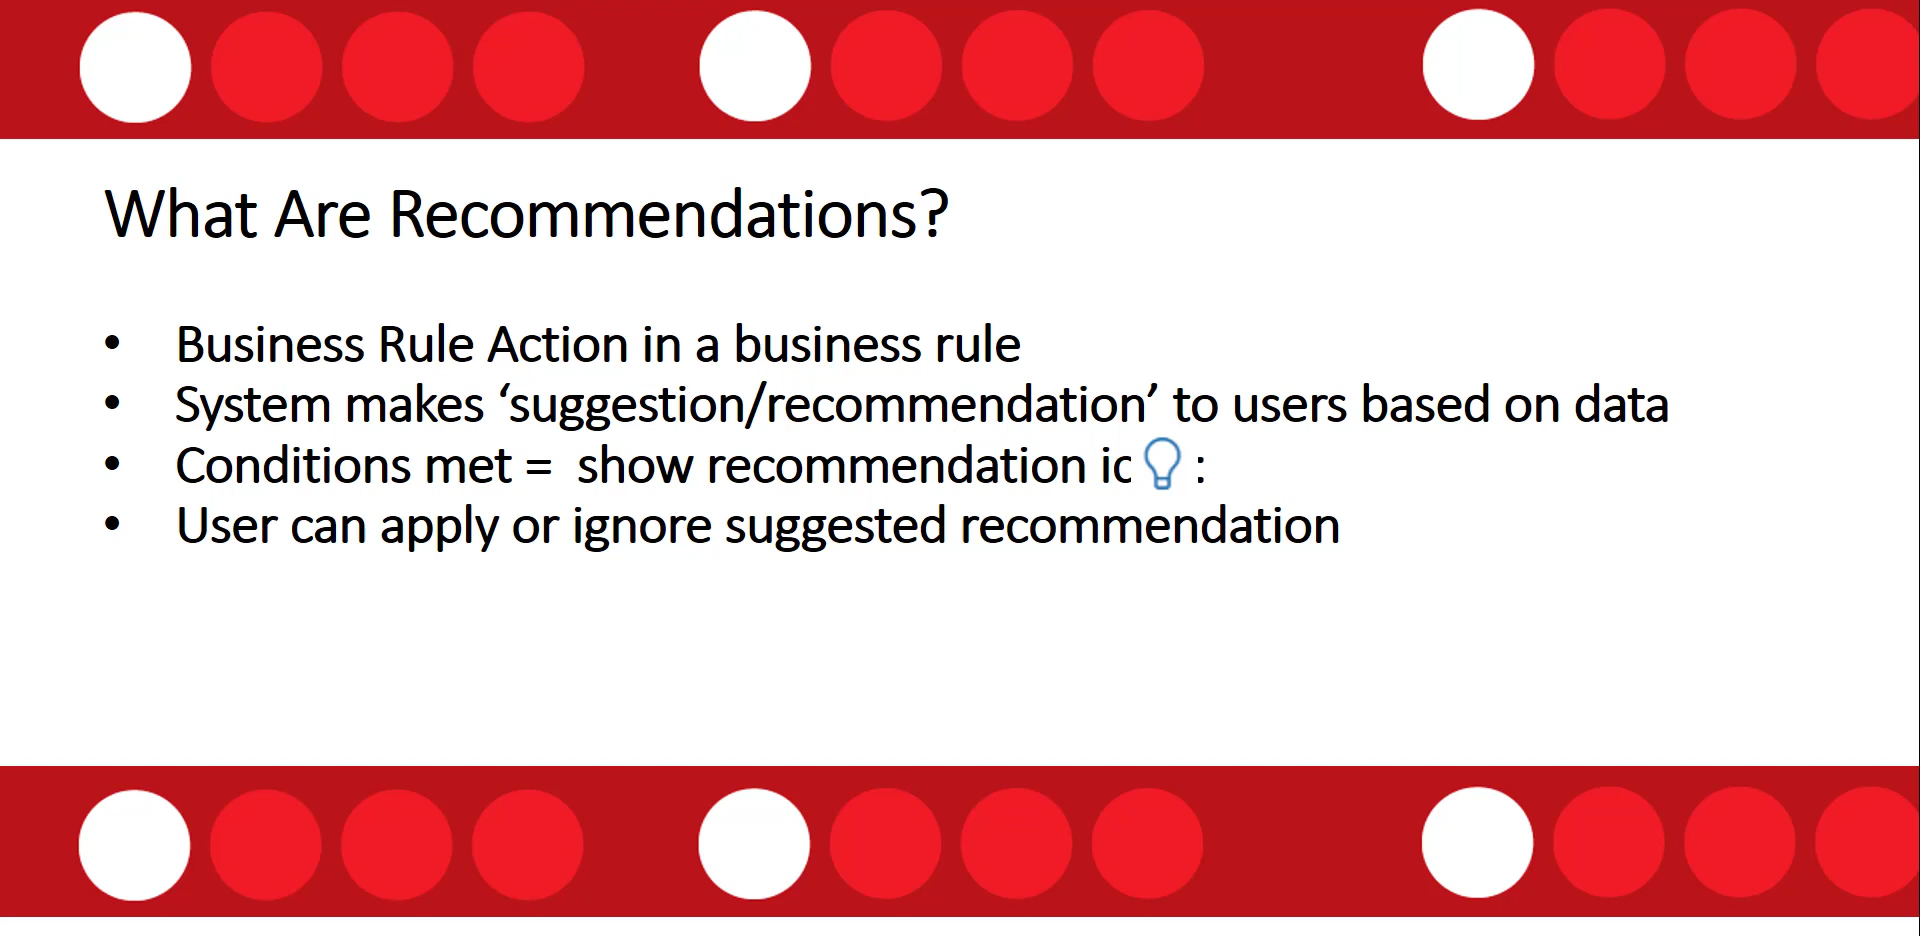 What Are Recommendations?
• Business Rule Action in a business rule
• System makes ‘suggestion/recommendation’ to users based on data
• Conditions met = show recommendation ic :
• User can apply or ignore suggested recommendation